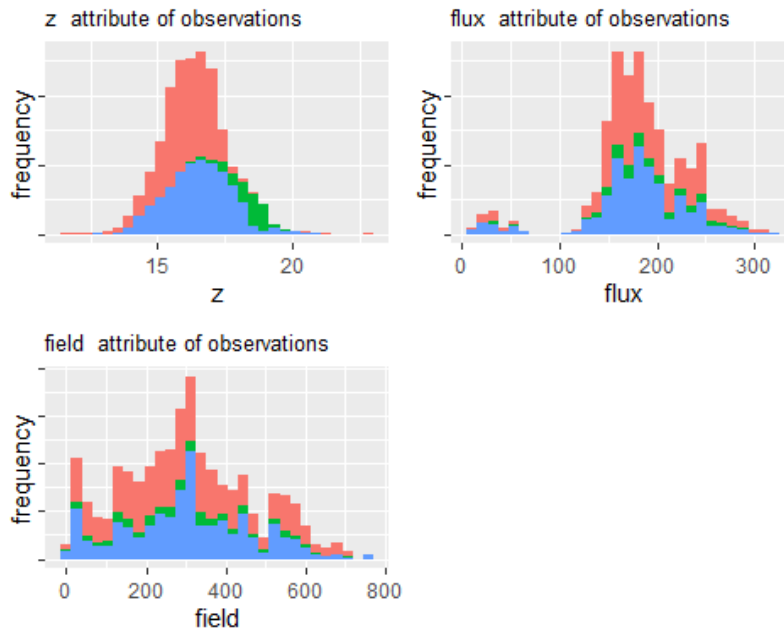 z attribute of observations
frequency
15 20
z
flux attribute of observations
frequency
0 100 200 300
flux
field attribute of observations
frequency
0 200 400 600 800
field